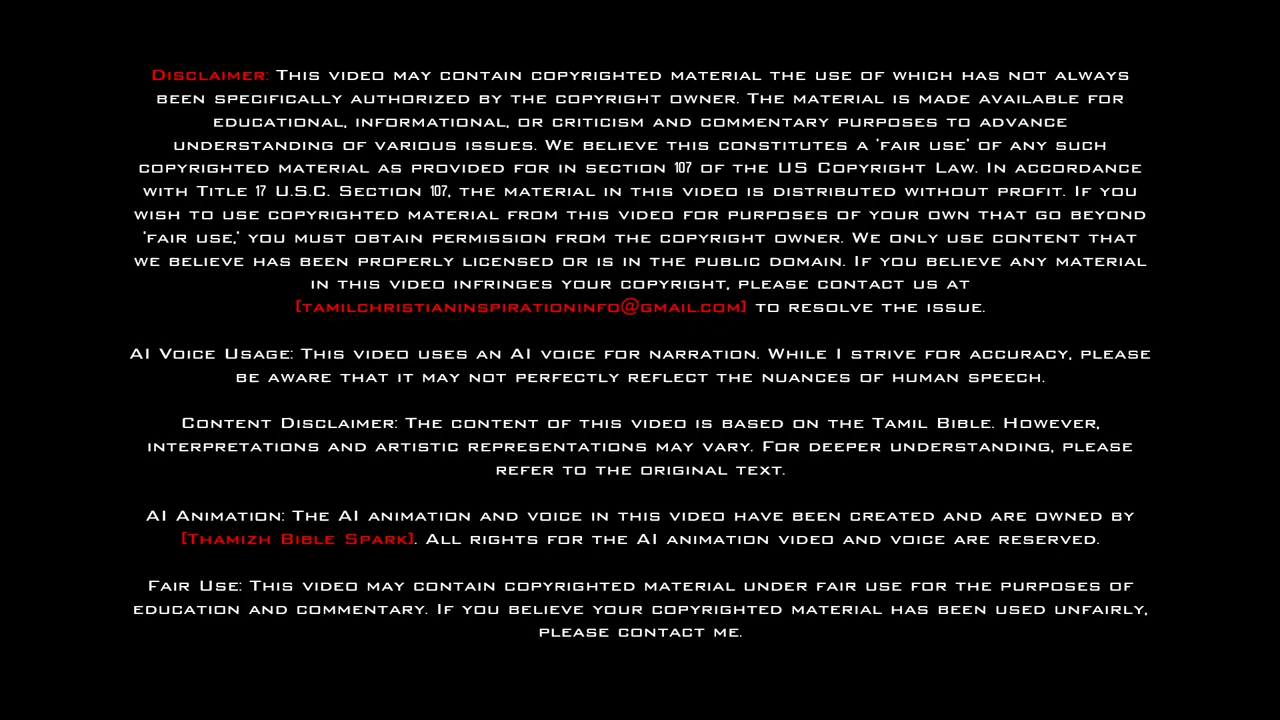 Disclaimer: This video may contain copyrighted material the use of which has not always
been specifically authorized by the copyright owner. The material is made available for
educational, informational, or criticism and commentary purposes to advance
understanding of various issues. We believe this constitutes a 'fair use' of any such
copyrighted material as provided for in section 107 of the US Copyright Law. In accordance
with Title 17 U.S.C. Section 107, the material in this video is distributed without profit. If you
wish to use copyrighted material from this video for purposes of your own that go beyond
'fair use,' you must obtain permission from the copyright owner. We only use content that
we believe has been properly licensed or is in the public domain. If you believe any material
in this video infringes your copyright, please contact us at
[tamilchristianinspirationinfo@gmail.com] to resolve the issue.
AI Voice Usage: This video uses an AI voice for narration. While I strive for accuracy, please
be aware that it may not perfectly reflect the nuances of human speech.
Content Disclaimer: The content of this video is based on the Tamil Bible. However,
interpretations and artistic representations may vary. For deeper understanding, please
refer to the original text.
AI Animation: The AI animation and voice in this video have been created and are owned by
[Thamizh Bible Spark]. All rights for the AI animation video and voice are reserved.
Fair Use: This video may contain copyrighted material under fair use for the purposes of
education and commentary. If you believe your copyrighted material has been used unfairly,
please contact me.